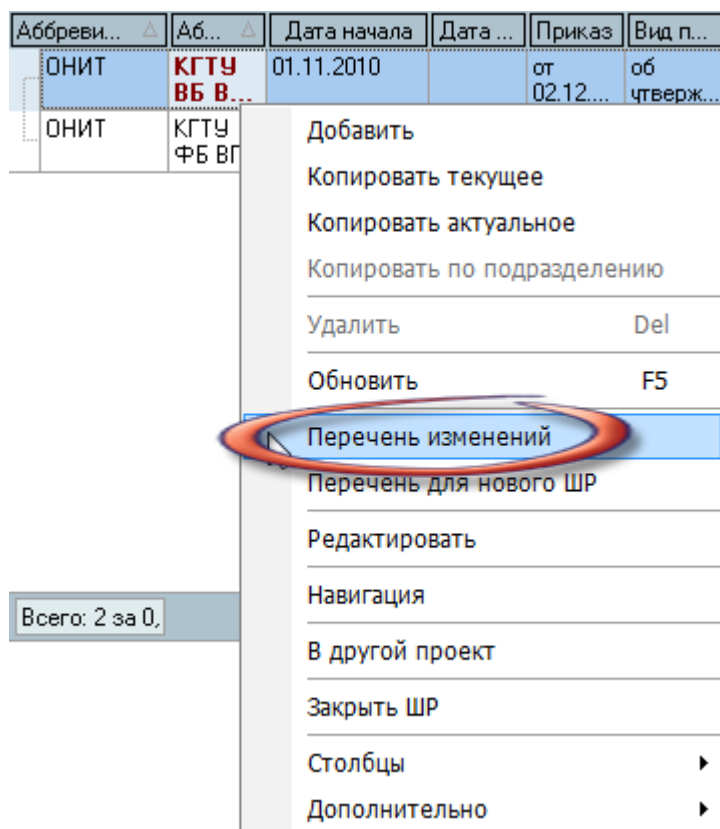 Аббреви... Аб... Дата начала Дата ... Приказ Вид п...
ОНИТ КГТУ 01.11.2010 от об
ВБ В... 02.12.... утверж...
ОНИТ КГТУ
ФБ ВГ
Добавить
Копировать текущее
Копировать актуальное
Копировать по подразделению
Удалить Del
Обновить F5
Перечень изменений
Перечень для нового ШР
Редактировать
Навигация
Всего: 2 за 0,
В другой проект
Закрыть ШР
Столбцы
Дополнительно